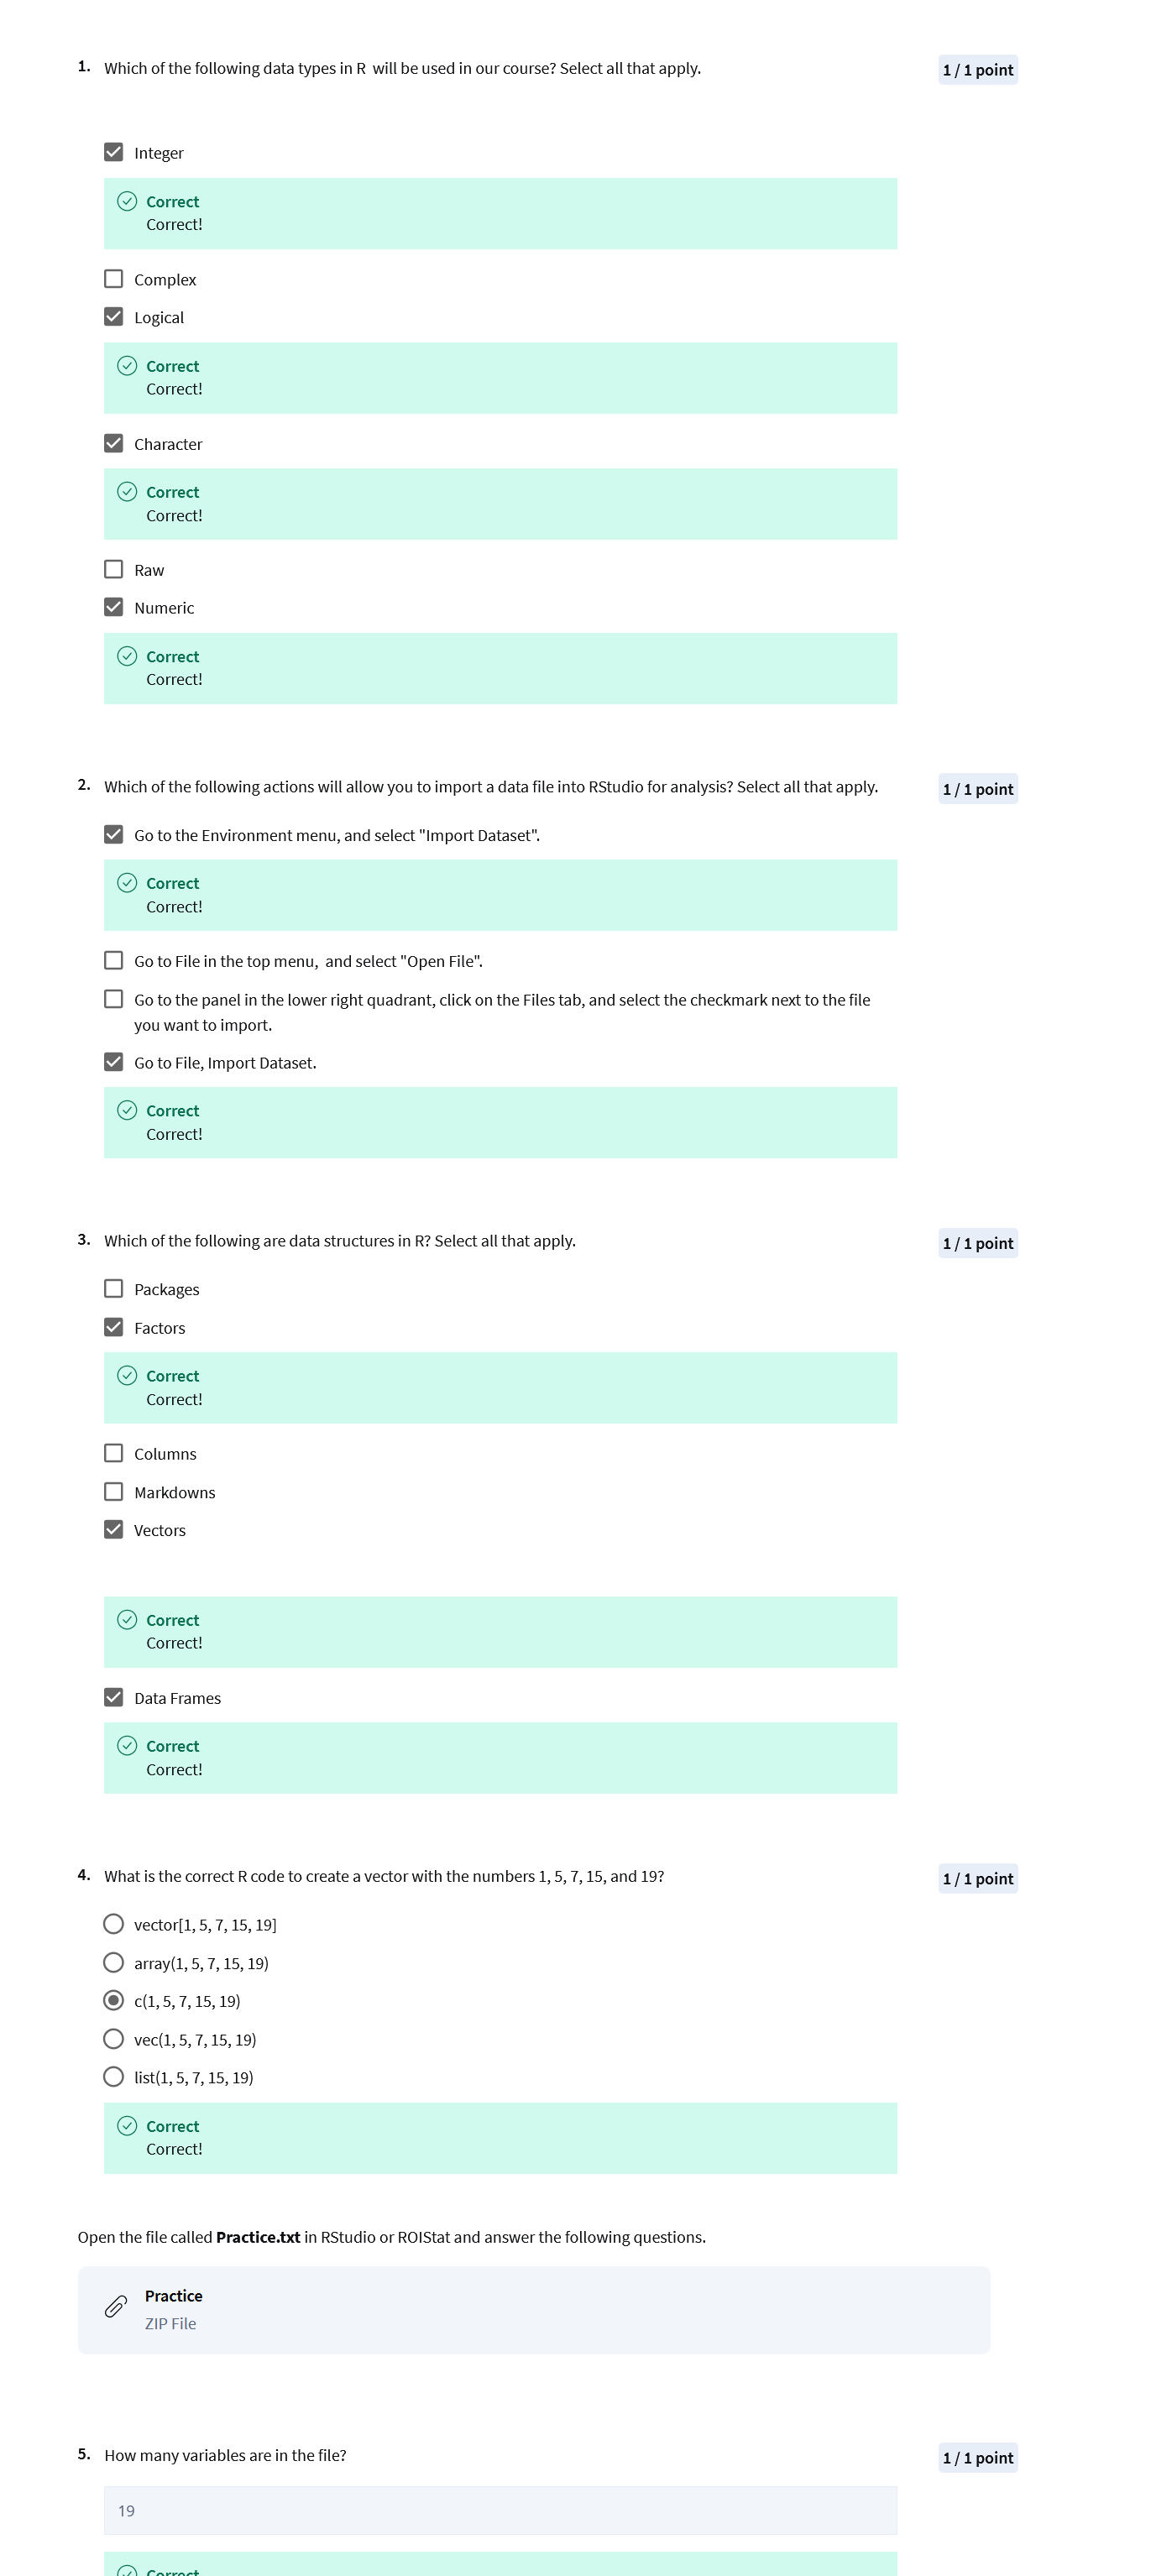 1. Which of the following data types in R will be used in our course? Select all that apply.
1 / 1 point
Integer
Correct
Correct!
Complex
Logical
Correct
Correct!
Character
Correct
Correct!
Raw
Numeric
Correct
Correct!
2. Which of the following actions will allow you to import a data file into RStudio for analysis? Select all that apply.
1 / 1 point
Go to the Environment menu, and select "Import Dataset".
Correct
Correct!
Go to File in the top menu, and select "Open File".
Go to the panel in the lower right quadrant, click on the Files tab, and select the checkmark next to the file
you want to import.
Go to File, Import Dataset.
Correct
Correct!
3. Which of the following are data structures in R? Select all that apply.
1 / 1 point
Packages
Factors
Correct
Correct!
Columns
Markdowns
Vectors
Correct
Correct!
Data Frames
Correct
Correct!
4. What is the correct R code to create a vector with the numbers 1, 5, 7, 15, and 19?
1 / 1 point
vector[1, 5, 7, 15, 19]
array(1, 5, 7, 15, 19)
c(1, 5, 7, 15, 19)
vec(1, 5, 7, 15, 19)
list(1, 5, 7, 15, 19)
Correct
Correct!
Open the file called Practice.txt in RStudio or ROIStat and answer the following questions.
Practice
ZIP File
5. How many variables are in the file?
1 / 1 point
19
Correct